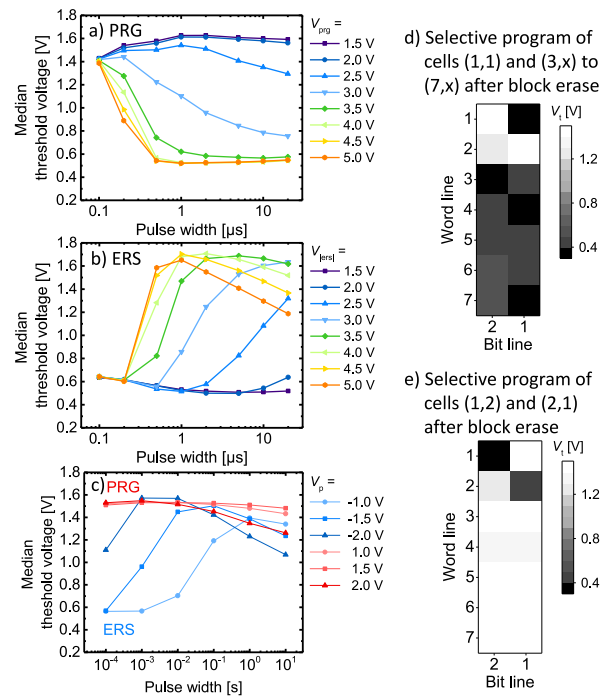 a) PRG
V_prg =
1.5 V
2.0 V
2.5 V
3.0 V
3.5 V
4.0 V
4.5 V
5.0 V
Median
threshold voltage [V]
1.8
1.6
1.4
1.2
1.0
0.8
0.6
0.4
0.2
0.1
1
10
Pulse width [µs]
b) ERS
V_|ers| =
1.5 V
2.0 V
2.5 V
3.0 V
3.5 V
4.0 V
4.5 V
5.0 V
Median
threshold voltage [V]
1.8
1.6
1.4
1.2
1.0
0.8
0.6
0.4
0.2
0.1
1
10
Pulse width [µs]
c)
PRG
ERS
V_p =
-1.0 V
-1.5 V
-2.0 V
1.0 V
1.5 V
2.0 V
Median
theshold voltage [V]
1.8
1.6
1.4
1.2
1.0
0.8
0.6
0.4
0.2
10⁻⁴ 10⁻³ 10⁻² 10⁻¹ 10⁰ 10¹
Pulse width [s]
d) Selective program of
cells (1,1) and (3,x) to
(7,x) after block erase
V_t [V]
1.2
0.4
Word line
1
2
3
4
5
6
7
2 1
Bit line
e) Selective program of
cells (1,2) and (2,1)
after block erase
V_t [V]
1.2
0.4
Word line
1
2
3
4
5
6
7
2 1
Bit line